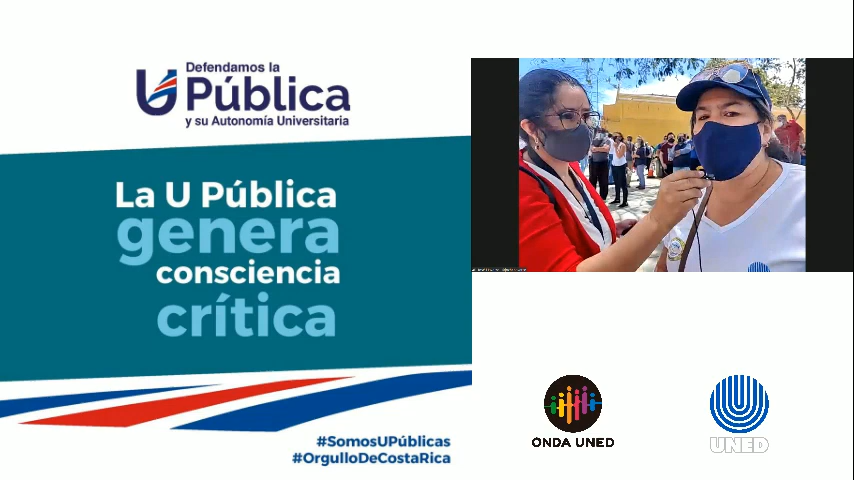 Defendamos la
Pública
y su Autonomía Universitaria
La U Pública
genera
consciencia
crítica
#SomosUPúblicas
#OrgulloDeCostaRica
ONDA UNED
UNED